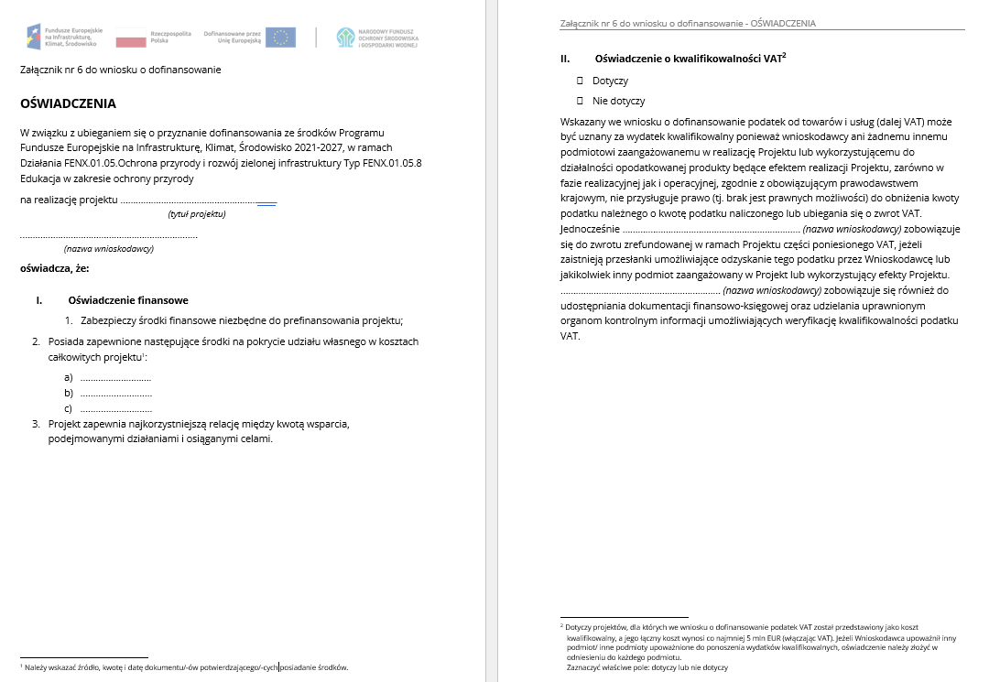 Fundusze Europejskie
na Infrastrukturę,
Klimat, Środowisko
Rzeczpospolita
Polska
Dofinansowane przez
Unię Europejską
NARODOWY FUNDUSZ
OCHRONY ŚRODOWISKA
I GOSPODARKI WODNEJ
Załącznik nr 6 do wniosku o dofinansowanie
OŚWIADCZENIA
W związku z ubieganiem się o przyznanie dofinansowania ze środków Programu
Fundusze Europejskie na Infrastrukturę, Klimat, Środowisko 2021-2027, w ramach
Działania FENX.01.05.Ochrona przyrody i rozwój zielonej infrastruktury Typ FENX.01.05.8
Edukacja w zakresie ochrony przyrody
na realizację projektu ..............................................................
(tytuł projektu)
........................................................................
(nazwa wnioskodawcy)
oświadcza, że:
I. Oświadczenie finansowe
1. Zabezpieczy środki finansowe niezbędne do prefinansowania projektu;
2. Posiada zapewnione następujące środki na pokrycie udziału własnego w kosztach
całkowitych projektu¹:
a) .............................
b) .............................
c) .............................
3. Projekt zapewnia najkorzystniejszą relację między kwotą wsparcia,
podejmowanymi działaniami i osiąganymi celami.
¹ Należy wskazać źródło, kwotę i datę dokumentu/-ów potwierdzającego/-cych posiadanie środków.
Załącznik nr 6 do wniosku o dofinansowanie - OŚWIADCZENIA
II. Oświadczenie o kwalifikowalności VAT²
☐ Dotyczy
☐ Nie dotyczy
Wskazany we wniosku o dofinansowanie podatek od towarów i usług (dalej VAT) może
być uznany za wydatek kwalifikowalny ponieważ wnioskodawcy ani żadnemu innemu
podmiotowi zaangażowanemu w realizację Projektu lub wykorzystującemu do
działalności opodatkowanej produkty będące efektem realizacji Projektu, zarówno w
fazie realizacyjnej jak i operacyjnej, zgodnie z obowiązującym prawodawstwem
krajowym, nie przysługuje prawo (tj. brak jest prawnych możliwości) do obniżenia kwoty
podatku należnego o kwotę podatku naliczonego lub ubiegania się o zwrot VAT.
Jednocześnie ........................................................................ (nazwa wnioskodawcy) zobowiązuje
się do zwrotu zrefundowanej w ramach Projektu części poniesionego VAT, jeżeli
zaistnieją przesłanki umożliwiające odzyskanie tego podatku przez Wnioskodawcę lub
jakikolwiek inny podmiot zaangażowany w Projekt lub wykorzystujący efekty Projektu.
................................................................. (nazwa wnioskodawcy) zobowiązuje się również do
udostępniania dokumentacji finansowo-księgowej oraz udzielania uprawnionym
organom kontrolnym informacji umożliwiających weryfikację kwalifikowalności podatku
VAT.
² Dotyczy projektów, dla których we wniosku o dofinansowanie podatek VAT został przedstawiony jako koszt
kwalifikowalny, a jego łączny koszt wynosi co najmniej 5 mln EUR (włączając VAT). Jeżeli Wnioskodawca upoważnił inny
podmiot/ inne podmioty upoważnione do ponoszenia wydatków kwalifikowalnych, oświadczenie należy złożyć w
odniesieniu do każdego podmiotu.
Zaznaczyć właściwe pole: dotyczy lub nie dotyczy